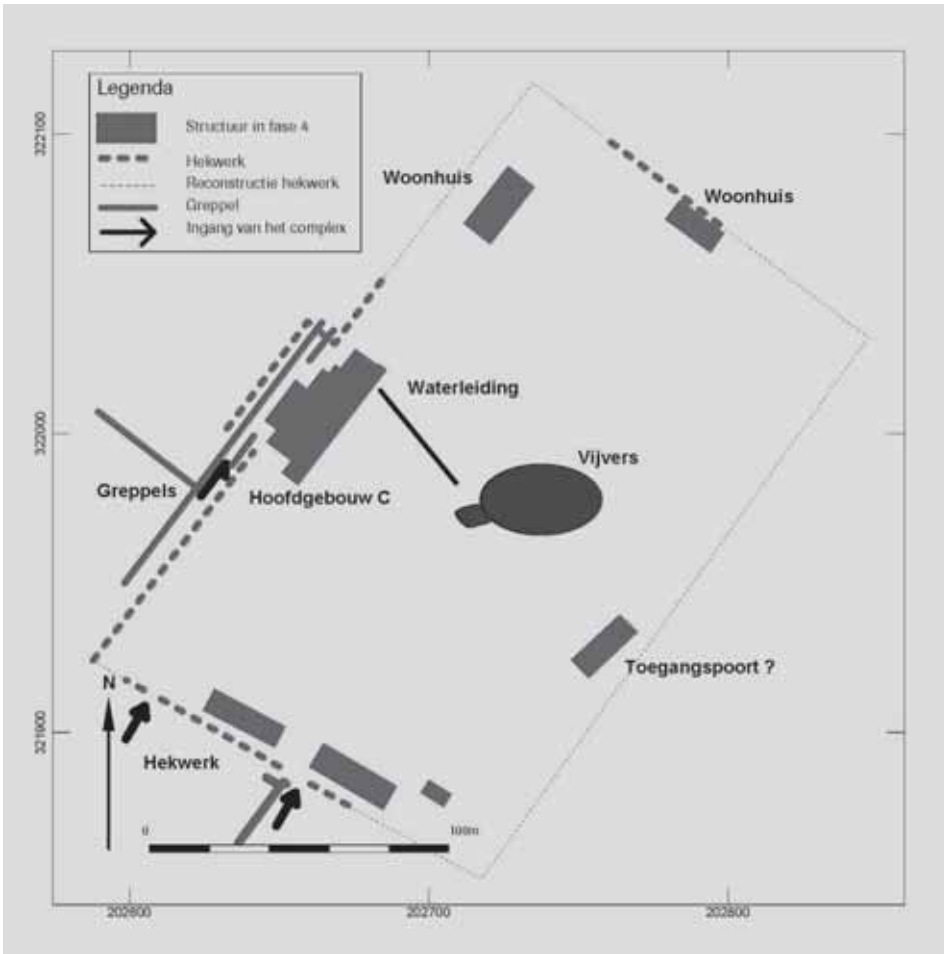 Legenda
Structuur in fase 4
Hekwerk
Reconstructie hekwerk
Greppel
Ingang van het complex
Woonhuis
Woonhuis
Waterleiding
Vijvers
Greppels
Hoofdgebouw C
Toegangspoort ?
N
Hekwerk
0 100m
322100
322000
321900
202600 202700 202800